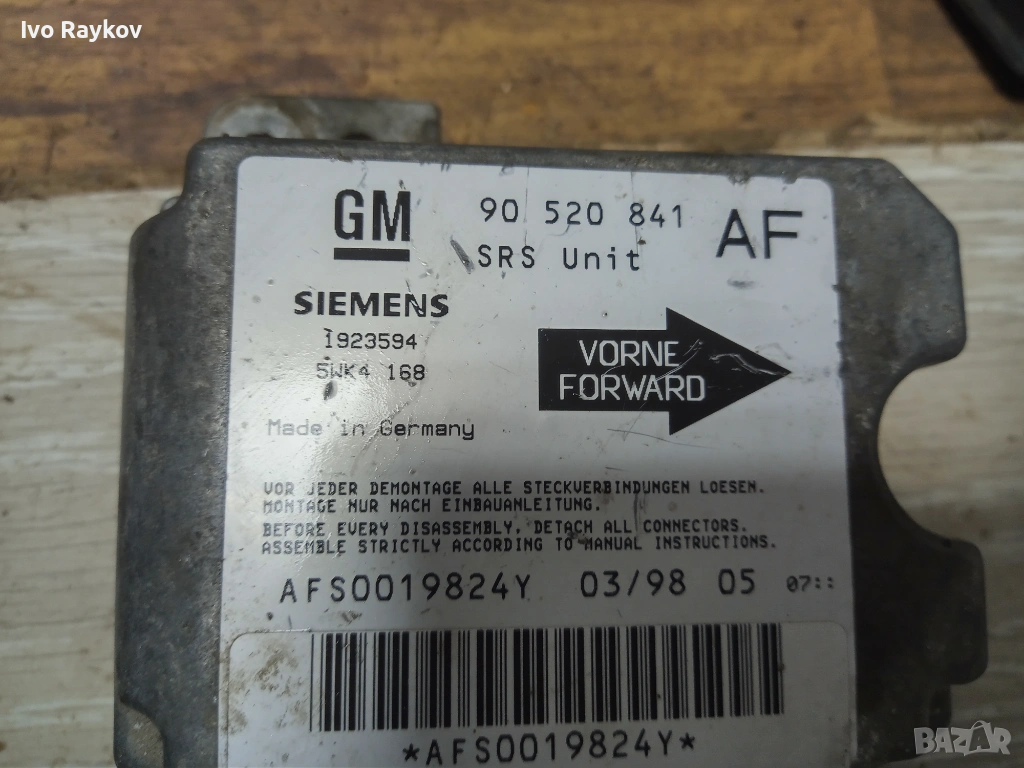 Ivo Raykov
GM
90 520 841
AF
SRS Unit
SIEMENS
1923594
5WK4 168
VORNE
FORWARD
Made in Germany
VOR JEDER DEMONTAGE ALLE STECKVERBINDUNGEN LOESEN.
MONTAGE NUR NACH EINBAUANLEITUNG.
BEFORE EVERY DISASSEMBLY, DETACH ALL CONNECTORS.
ASSEMBLE STRICTLY ACCORDING TO MANUAL INSTRUCTIONS.
AFS0019824Y 03/98 05 07::
*AFS0019824Y*
BAZAR